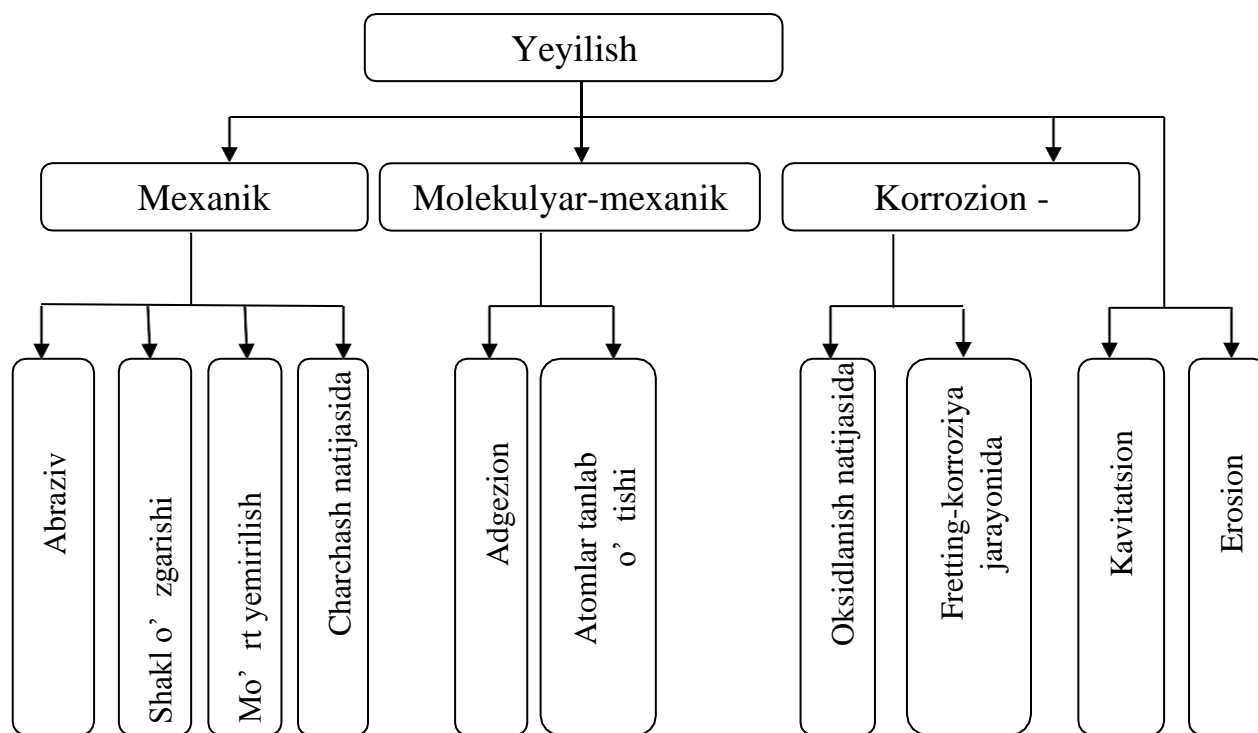 Yeyilish
Mexanik
Molekulyar-mexanik
Korrozion -
Abraziv
Shakl o’ zgarishi
Mo’ rt yemirilish
Charchash natijasida
Adgezion
Atomlar tanlab
o’ tishi
Oksidlanish natijasida
Fretting-korroziya
jarayonida
Kavitatsion
Erosion